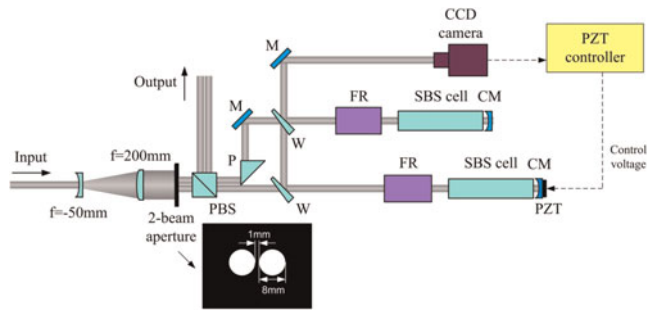 CCD
camera
PZT
controller
M
Output
M
FR
SBS cell
CM
W
Control
voltage
Input
f=200mm
P
FR
SBS cell
CM
f=-50mm
2-beam
aperture
PBS
W
PZT
1mm
8mm